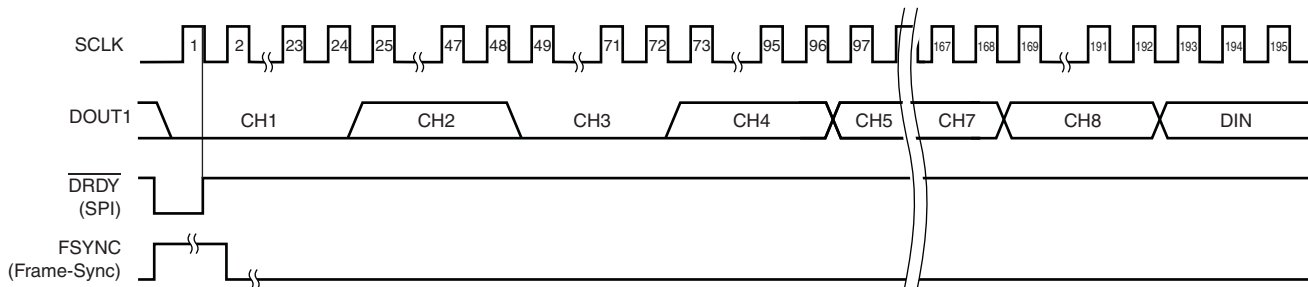 SCLK 1 2 23 24 25 47 48 49 71 72 73 95 96 97 167 168 169 191 192 193 194 195
DOUT1 CH1 CH2 CH3 CH4 CH5 CH7 CH8 DIN
DRDY
(SPI)
FSYNC
(Frame-Sync)